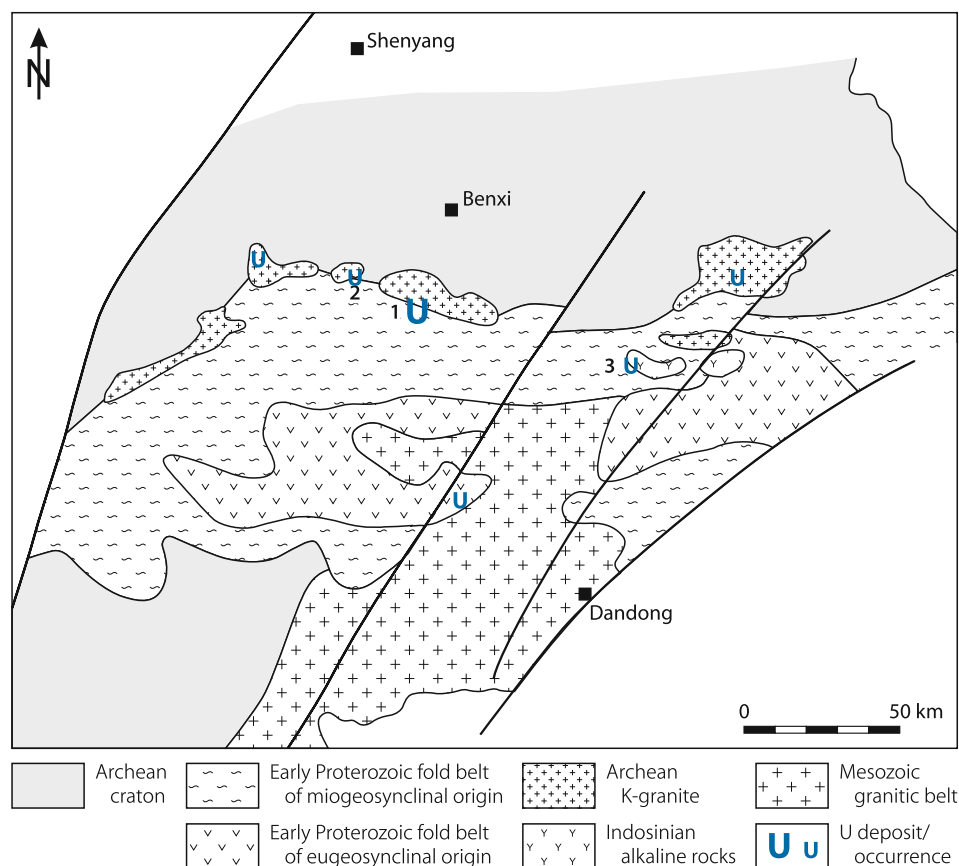 N
Shenyang
Benxi
U
U
2
1
U
U
3
U
U
Dandong
0
50 km
Archean
craton
Early Proterozoic fold belt
of miogeosynclinal origin
Archean
K-granite
Mesozoic
granitic belt
Early Proterozoic fold belt
of eugeosynclinal origin
Indosinian
alkaline rocks
U U
U deposit/
occurrence